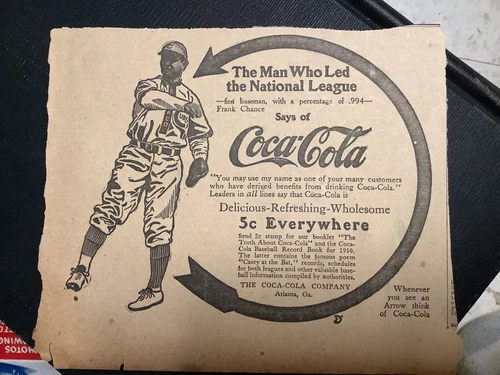 The Man Who Led
the National League
—first baseman, with a percentage of .994—
Frank Chance
Says of
Coca-Cola
"You may use my name as one of your many customers
who have derived benefits from drinking Coca-Cola."
Leaders in all lines say that Coca-Cola is
Delicious-Refreshing-Wholesome
5c Everywhere
Send 2c stamp for our booklet "The
Truth About Coca-Cola" and the Coca-
Cola Baseball Record Book for 1910.
The latter contains the famous poem
"Casey at the Bat," records, schedules
for both leagues and other valuable base-
ball information compiled by authorities.
THE COCA-COLA COMPANY
Atlanta, Ga.
Whenever
you see an
Arrow think
of Coca-Cola